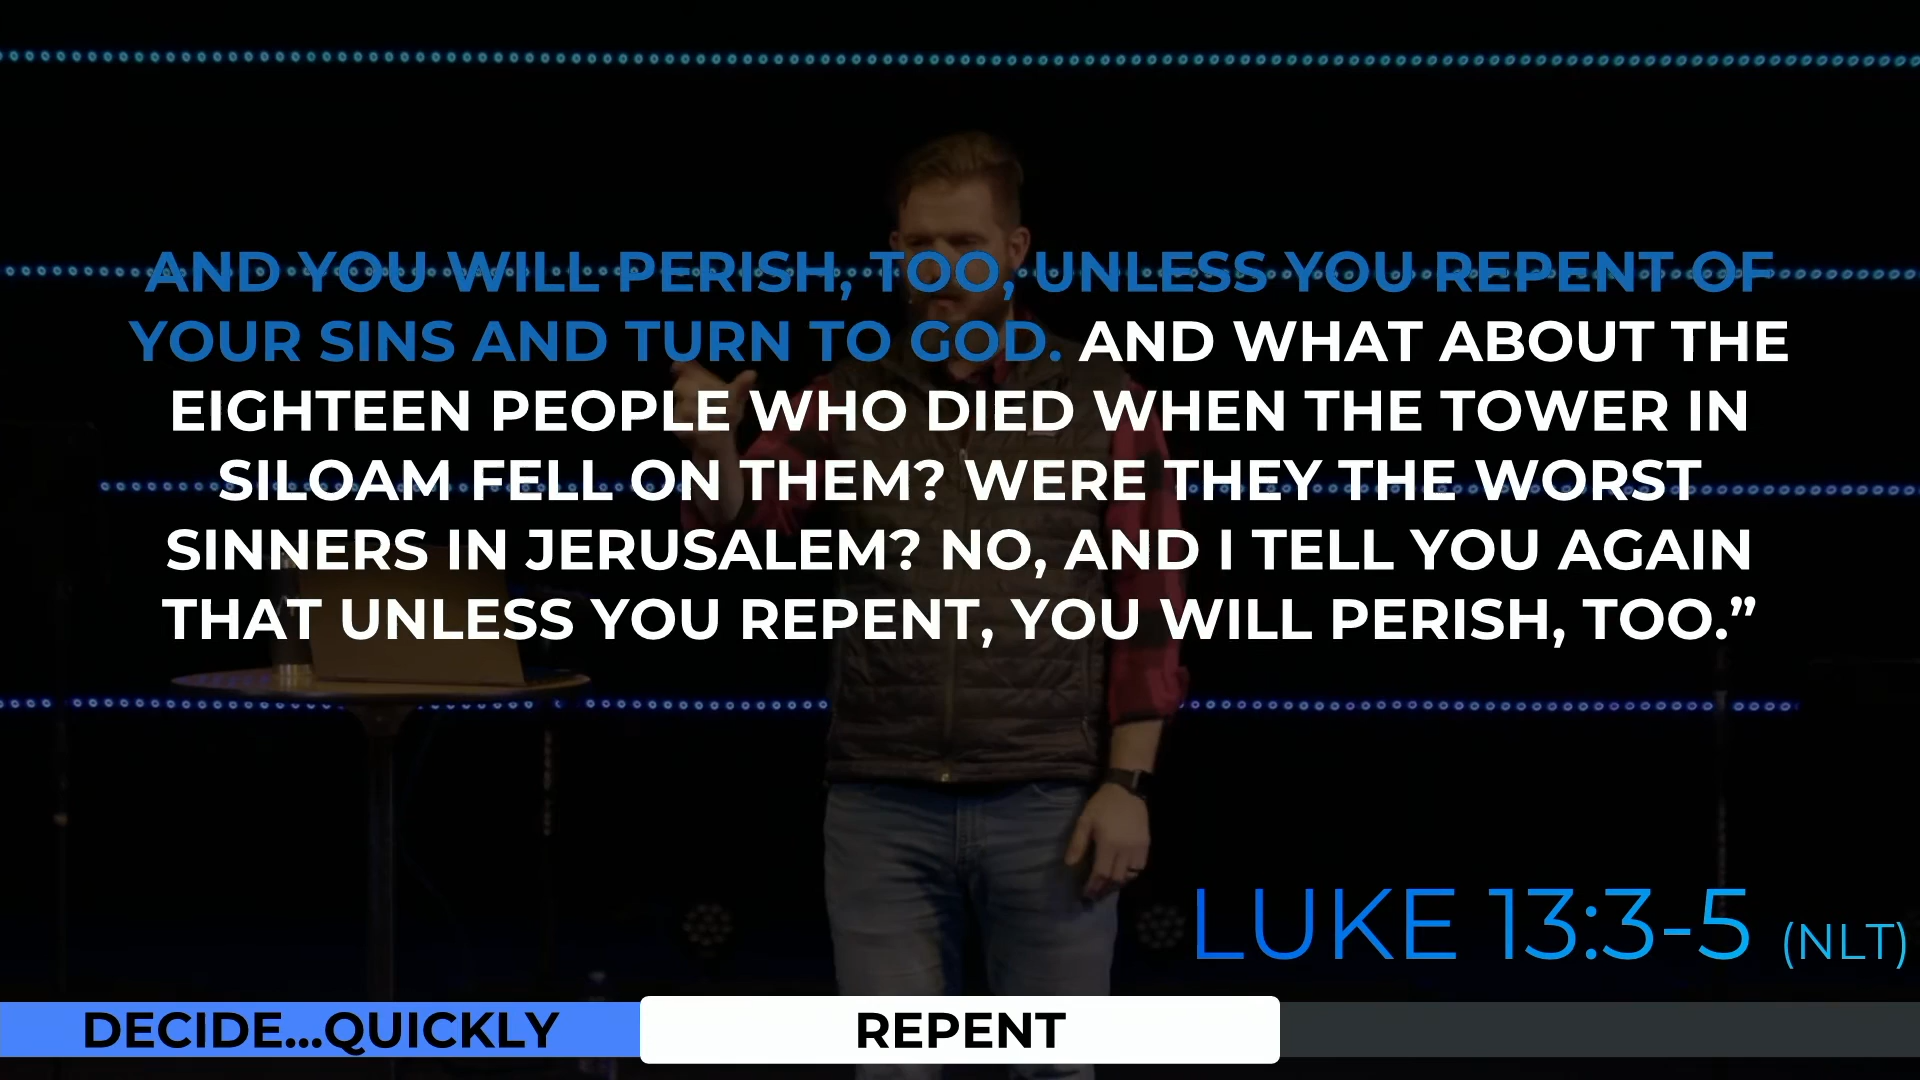 AND YOU WILL PERISH, TOO, UNLESS YOU REPENT OF
YOUR SINS AND TURN TO GOD. AND WHAT ABOUT THE
EIGHTEEN PEOPLE WHO DIED WHEN THE TOWER IN
SILOAM FELL ON THEM? WERE THEY THE WORST
SINNERS IN JERUSALEM? NO, AND I TELL YOU AGAIN
THAT UNLESS YOU REPENT, YOU WILL PERISH, TOO.”
LUKE 13:3-5 (NLT)
DECIDE...QUICKLY
REPENT